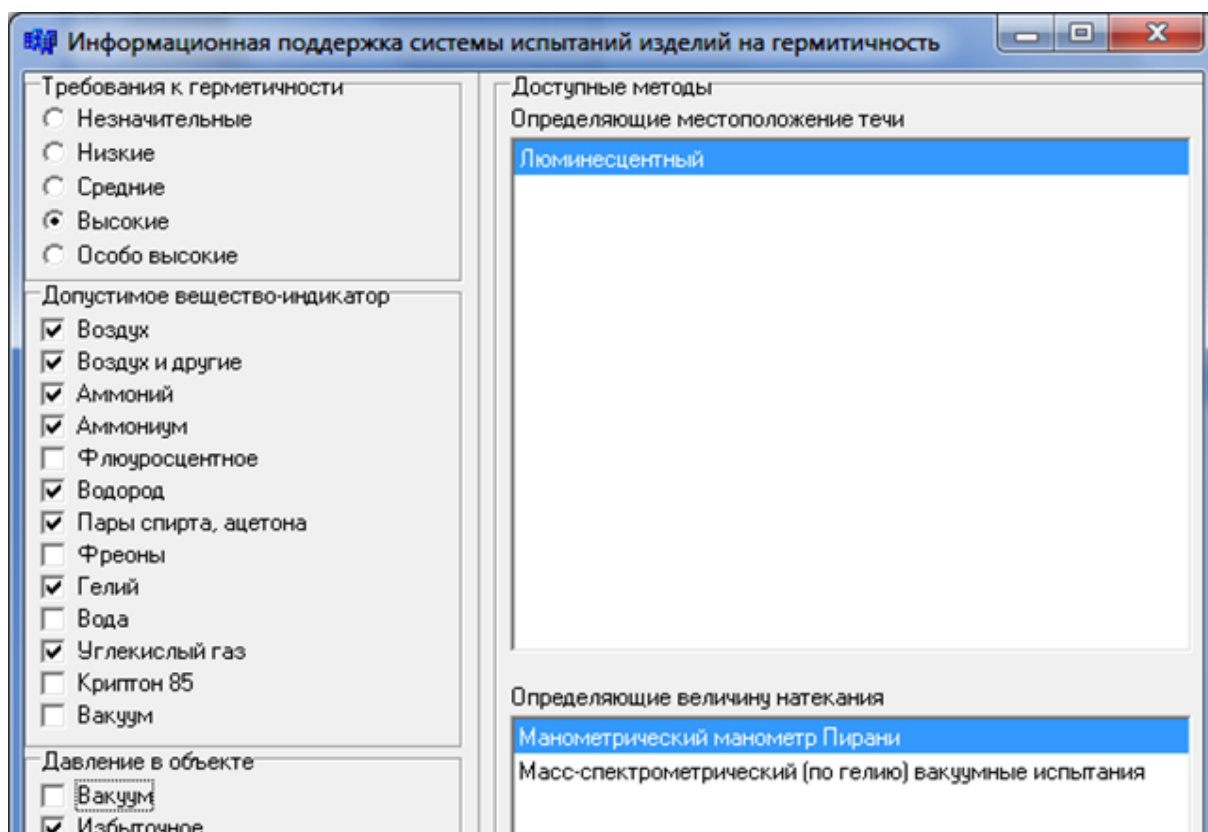 Информационная поддержка системы испытаний изделий на гермитичность
Требования к герметичности
Незначительные
Низкие
Средние
Высокие
Особо высокие
Допустимое вещество-индикатор
Воздух
Воздух и другие
Аммоний
Аммониум
Флюуросцентное
Водород
Пары спирта, ацетона
Фреоны
Гелий
Вода
Углекислый газ
Криптон 85
Вакуум
Давление в объекте
Вакуум
Избыточное
Доступные методы
Определяющие местоположение течи
Люминесцентный
Определяющие величину натекания
Манометрический манометр Пирани
Масс-спектрометрический (по гелию) вакуумные испытания